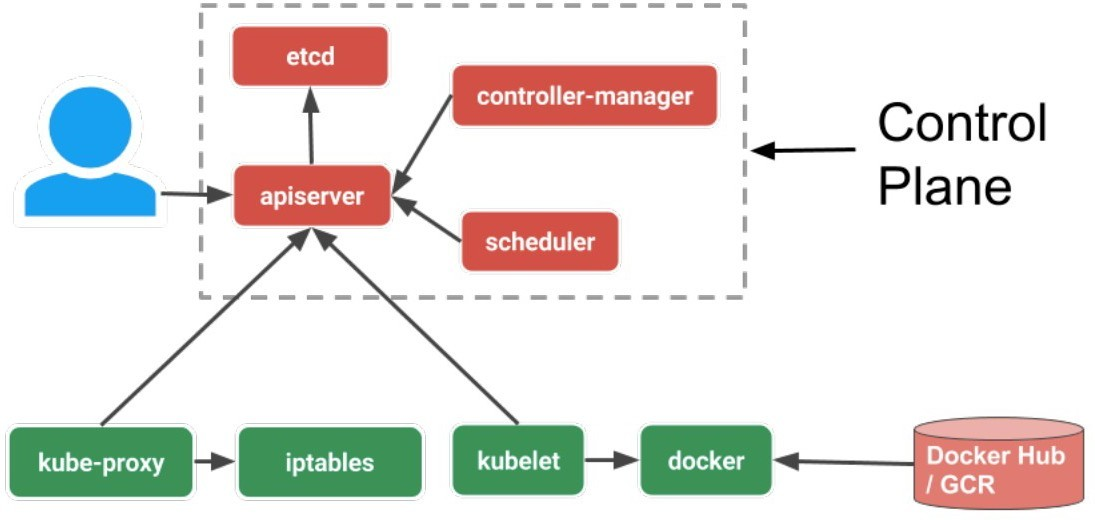 etcd
controller-manager
Control
Plane
apiserver
scheduler
kube-proxy
iptables
kubelet
docker
Docker Hub
/ GCR